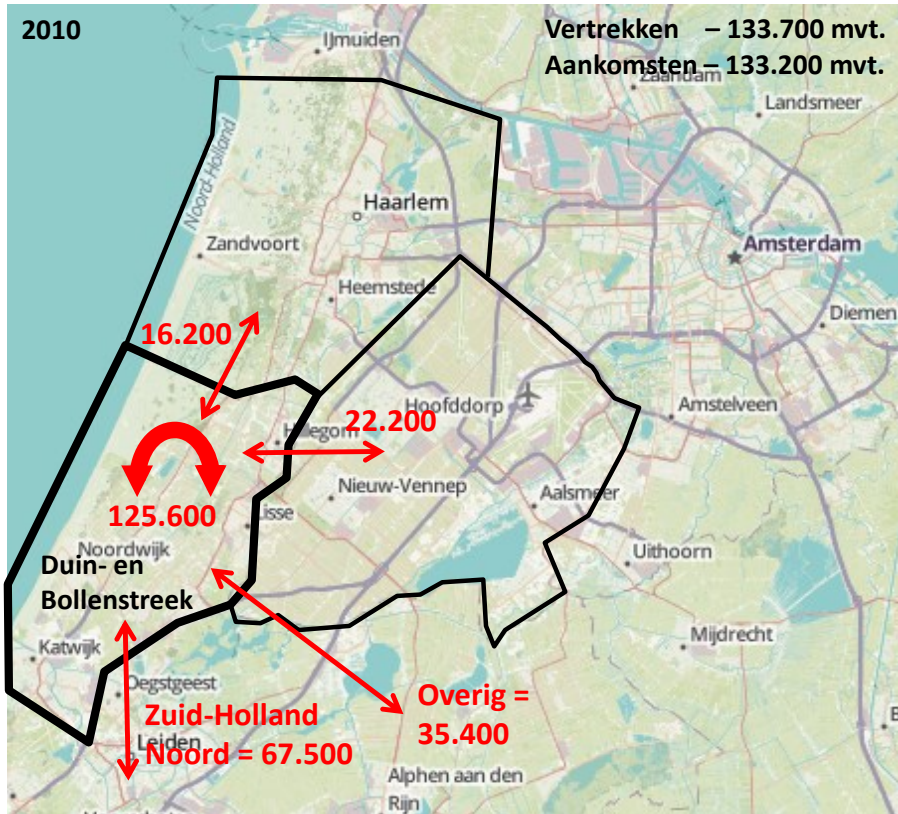 2010
Vertrekken – 133.700 mvt.
Aankomsten – 133.200 mvt.
IJmuiden
Zaandam
Landsmeer
Noord-Holland
Haarlem
Zandvoort
Amsterdam
Heemstede
Diemen
16.200
Hoofddorp
Amstelveen
22.200
Hillegom
Nieuw-Vennep
Aalsmeer
125.600
Lisse
Noordwijk
Uithoorn
Duin- en
Bollenstreek
Mijdrecht
Katwijk
Oegstgeest
Overig =
35.400
Zuid-Holland
Noord = 67.500
Leiden
Alphen aan den
Rijn